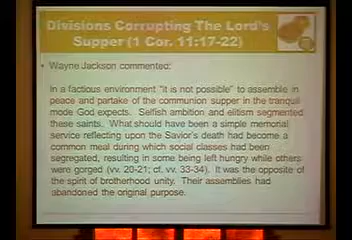 Divisions Corrupting The Lord's
Supper (1 Cor. 11:17-22)
• Wayne Jackson commented:
In a factious environment "it is not possible" to assemble in
peace and partake of the communion supper in the tranquil
mode God expects. Selfish ambition and elitism segmented
these saints. What should have been a simple memorial
service reflecting upon the Savior's death had become a
common meal during which social classes had been
segregated, resulting in some being left hungry while others
were gorged (vv. 20-21; cf. vv. 33-34). It was the opposite of
the spirit of brotherhood unity. Their assemblies had
abandoned the original purpose.